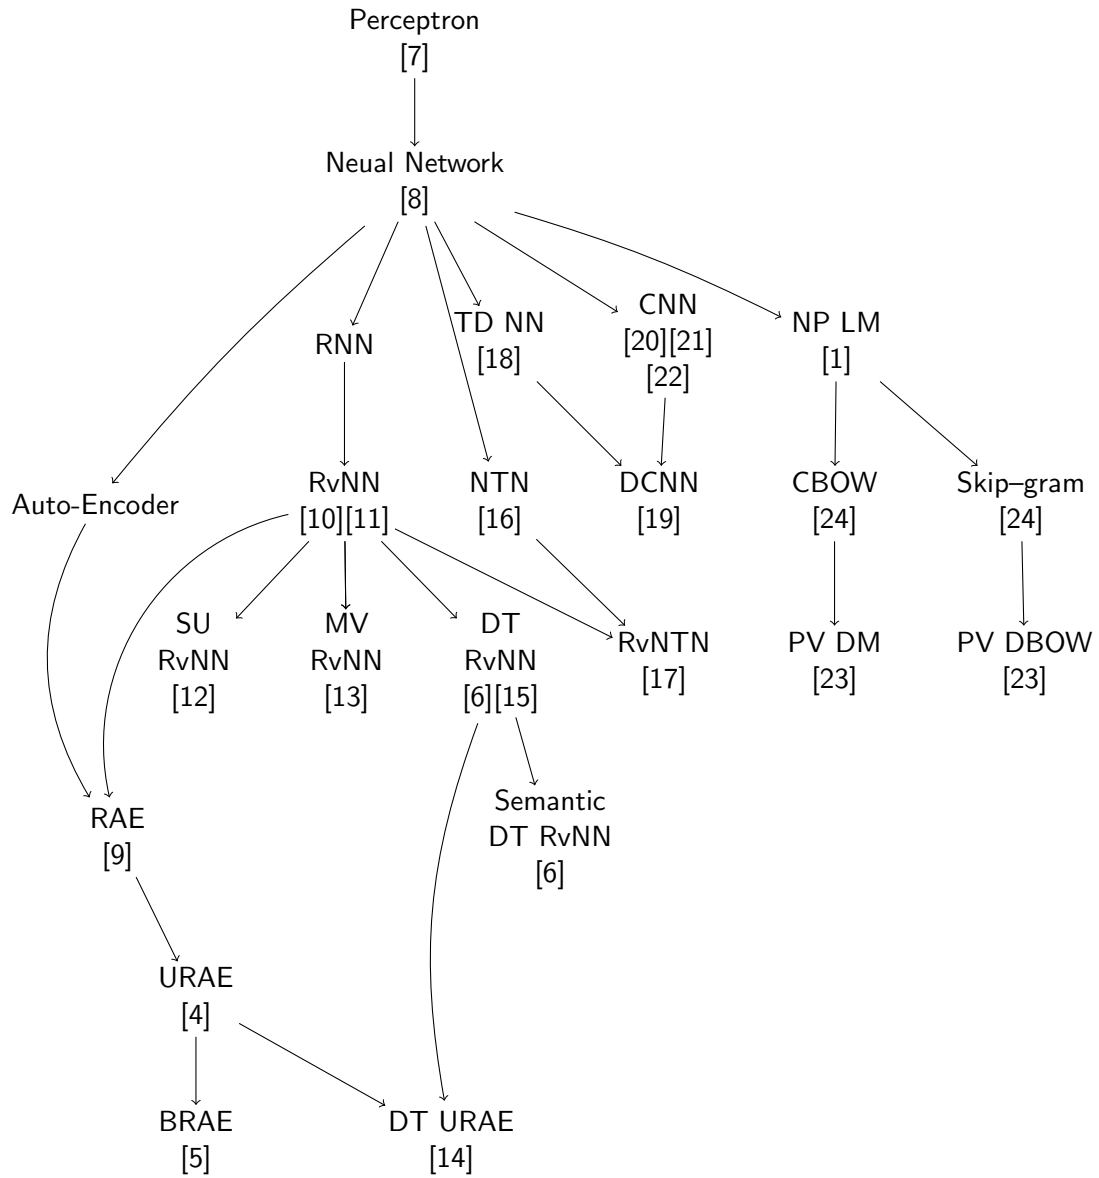 Perceptron
[7]
Neual Network
[8]
RNN
TD NN
[18]
CNN
[20][21]
[22]
NP LM
[1]
Auto-Encoder
RvNN
[10][11]
NTN
[16]
DCNN
[19]
CBOW
[24]
Skip–gram
[24]
SU
RvNN
[12]
MV
RvNN
[13]
DT
RvNN
[6][15]
RvNTN
[17]
PV DM
[23]
PV DBOW
[23]
RAE
[9]
Semantic
DT RvNN
[6]
URAE
[4]
BRAE
[5]
DT URAE
[14]